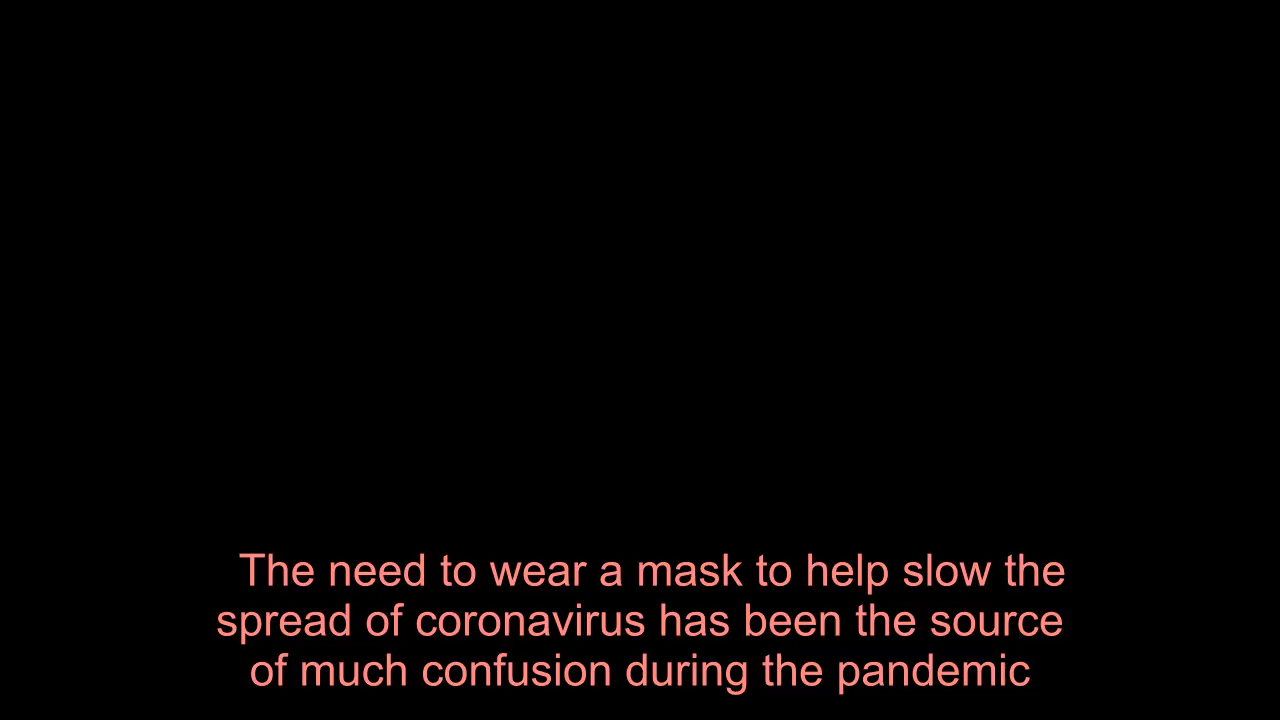 The need to wear a mask to help slow the
spread of coronavirus has been the source
of much confusion during the pandemic